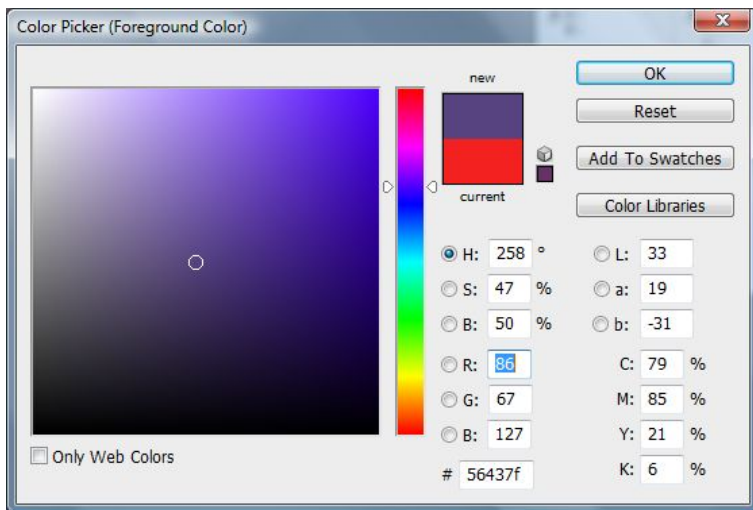 Color Picker (Foreground Color)
new
current
OK
Reset
Add To Swatches
Color Libraries
H: 258 °
S: 47 %
B: 50 %
R: 86
G: 67
B: 127
# 56437f
L: 33
a: 19
b: -31
C: 79 %
M: 85 %
Y: 21 %
K: 6 %
Only Web Colors